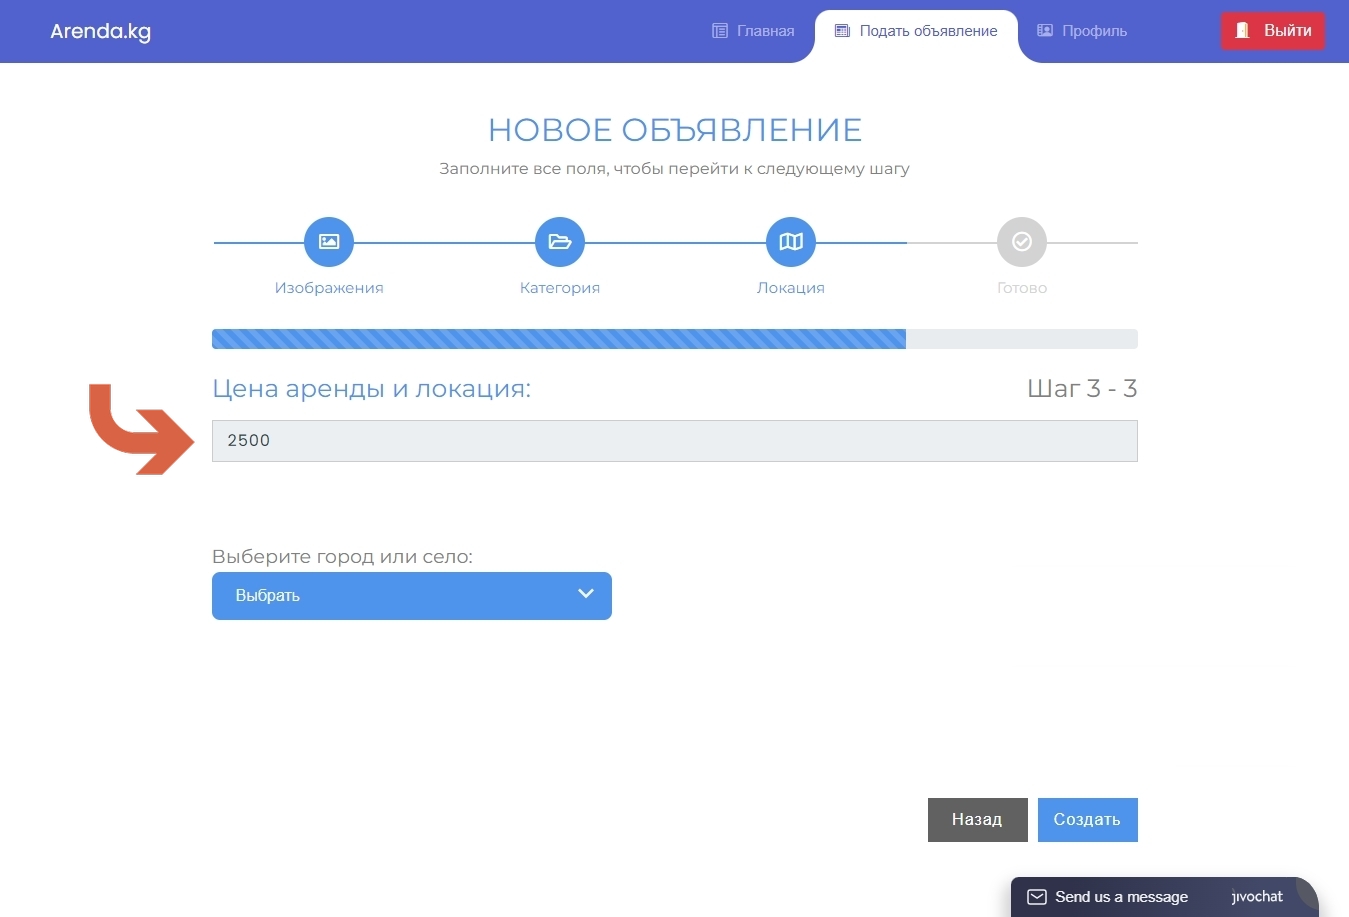 Arenda.kg
Главная
Подать объявление
Профиль
Выйти
НОВОЕ ОБЪЯВЛЕНИЕ
Заполните все поля, чтобы перейти к следующему шагу
Изображения
Категория
Локация
Готово
Цена аренды и локация:
Шаг 3 - 3
2500
Выберите город или село:
Выбрать
Назад
Создать
Send us a message
jivochat